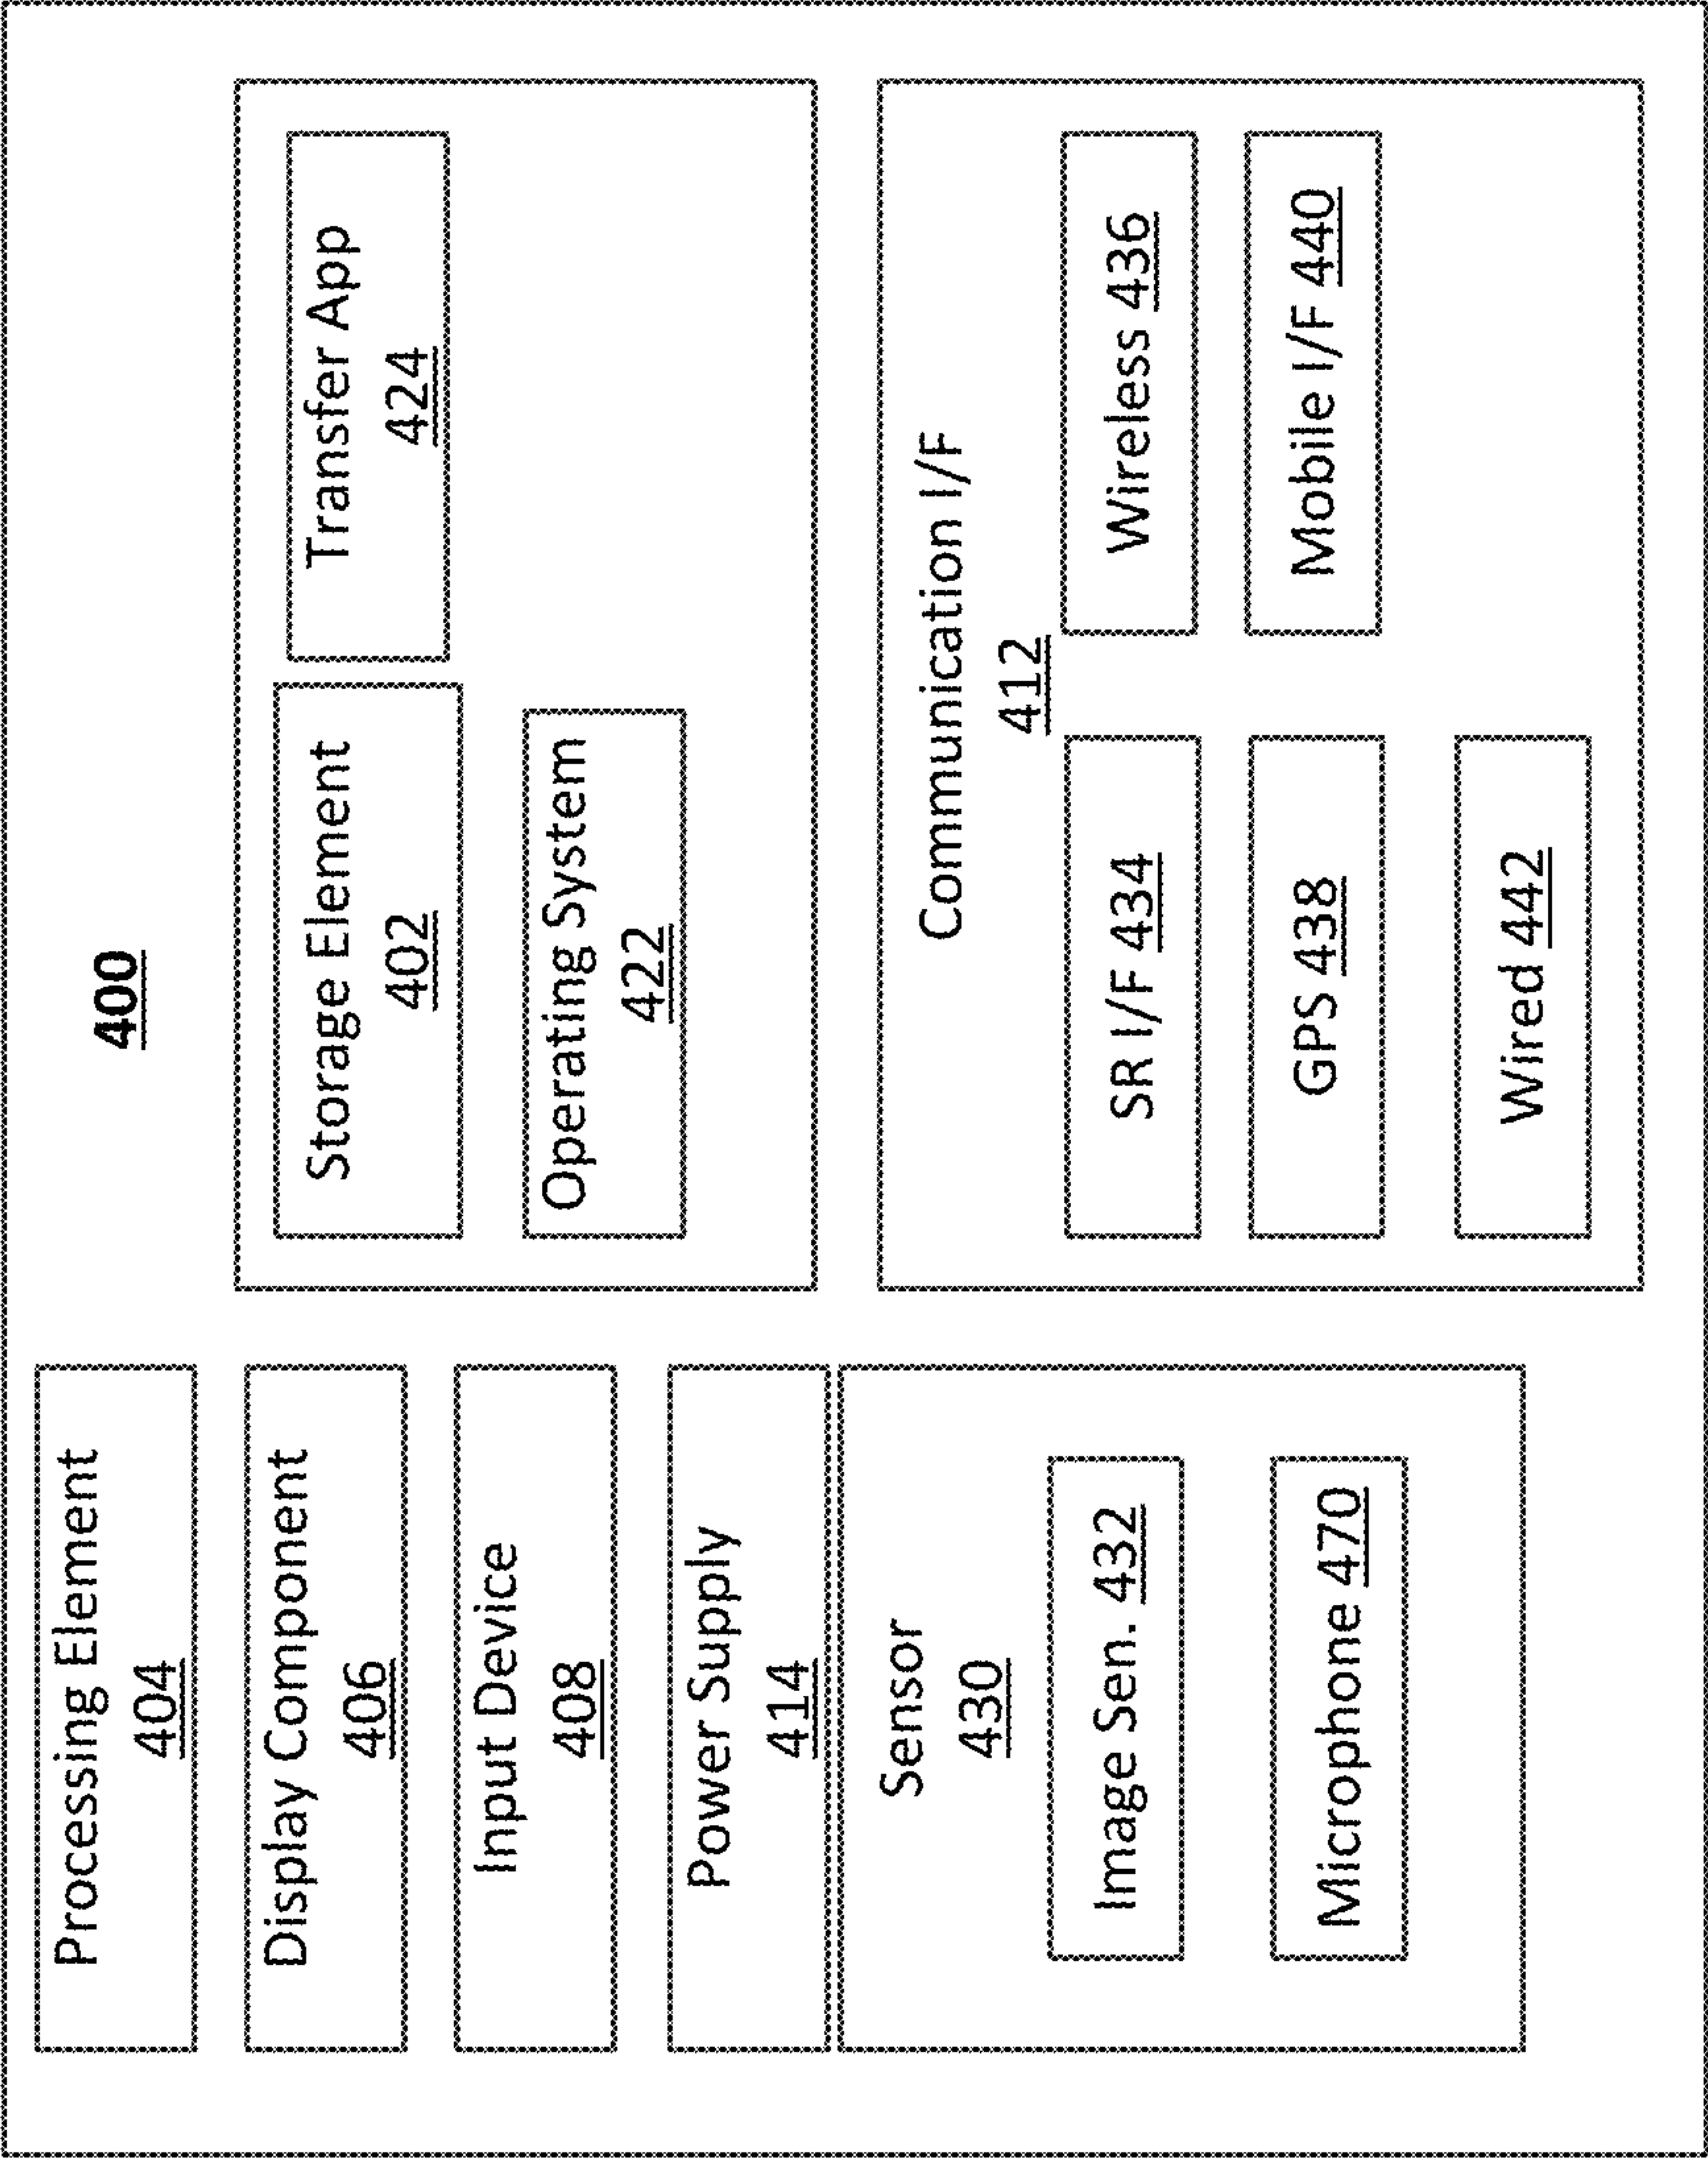 400
Processing Element
404
Display Component
406
Input Device
408
Power Supply
414
Sensor
430
Image Sen. 432
Microphone 470
Storage Element
402
Transfer App
424
Operating System
422
Communication I/F
412
SR I/F 434
Wireless 436
GPS 438
Mobile I/F 440
Wired 442